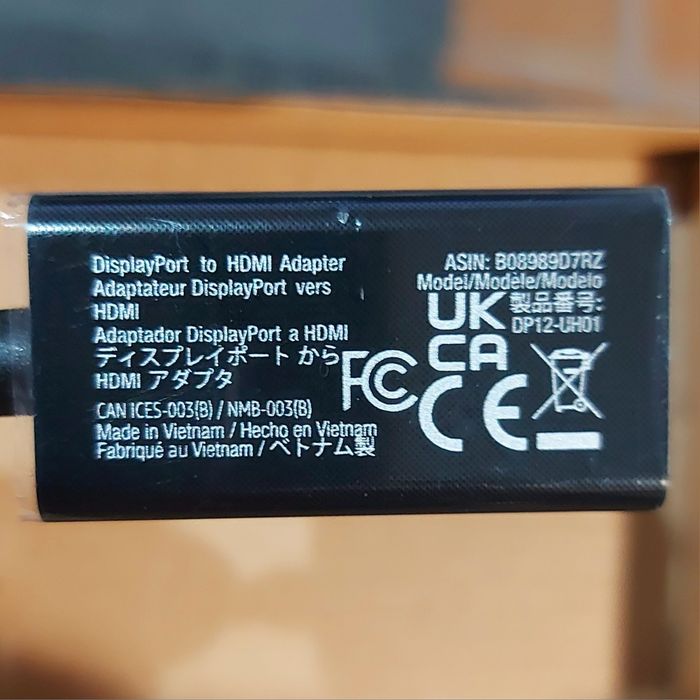 DisplayPort to HDMI Adapter
Adaptateur DisplayPort vers
HDMI
Adaptador DisplayPort a HDMI
ディスプレイポート から
HDMI アダプタ
CAN ICES-003(B) / NMB-003(B)
Made in Vietnam / Hecho en Vietnam
Fabriqué au Vietnam / ベトナム製
ASIN: B08989D7RZ
Model/Modèle/Modelo
製品番号:
DP12-UH01
UK
CA
FC
CE